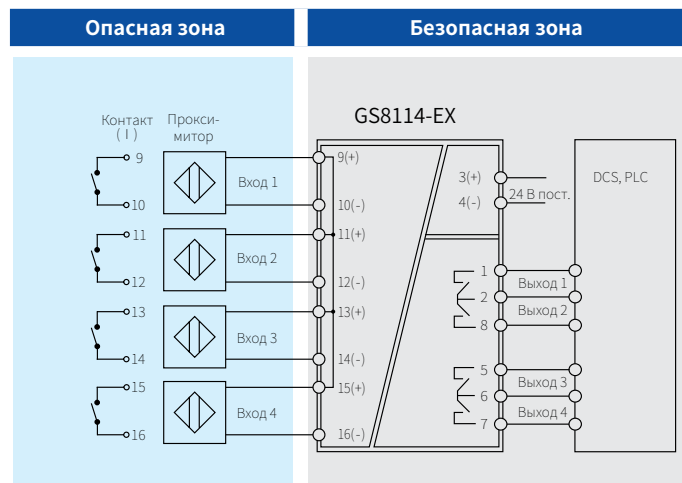 Опасная зона
Безопасная зона
GS8114-EX
Контакт
( I )
Прокси-
митор
9
10
Вход 1
9(+)
10(-)
11
12
Вход 2
11(+)
12(-)
13
14
Вход 3
13(+)
14(-)
15
16
Вход 4
15(+)
16(-)
3(+)
4(-)
24 В пост.
DCS, PLC
1
Выход 1
2
Выход 2
8
5
Выход 3
6
Выход 4
7